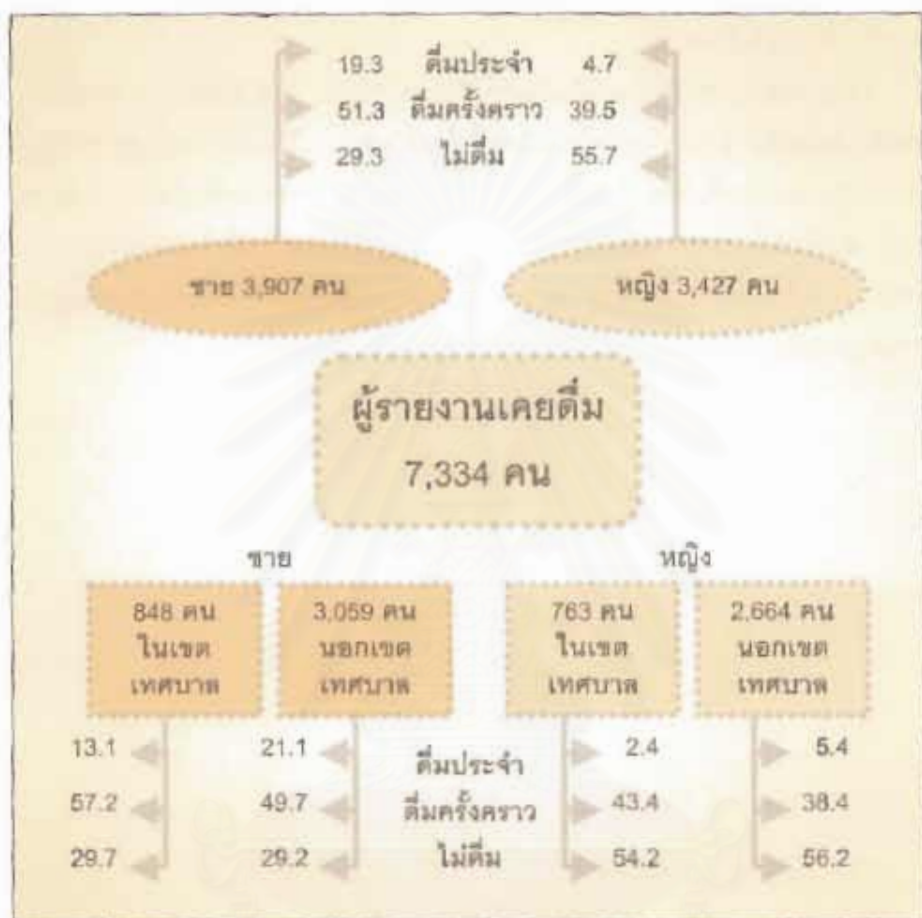 19.3 ดื่มประจำ 4.7
51.3 ดื่มครั้งคราว 39.5
29.3 ไม่ดื่ม 55.7
ชาย 3,907 คน
หญิง 3,427 คน
ผู้รายงานเคยดื่ม
7,334 คน
ชาย
หญิง
848 คน
ในเขต
เทศบาล
3,059 คน
นอกเขต
เทศบาล
763 คน
ในเขต
เทศบาล
2,664 คน
นอกเขต
เทศบาล
13.1 21.1 ดื่มประจำ 2.4 5.4
57.2 49.7 ดื่มครั้งคราว 43.4 38.4
29.7 29.2 ไม่ดื่ม 54.2 56.2